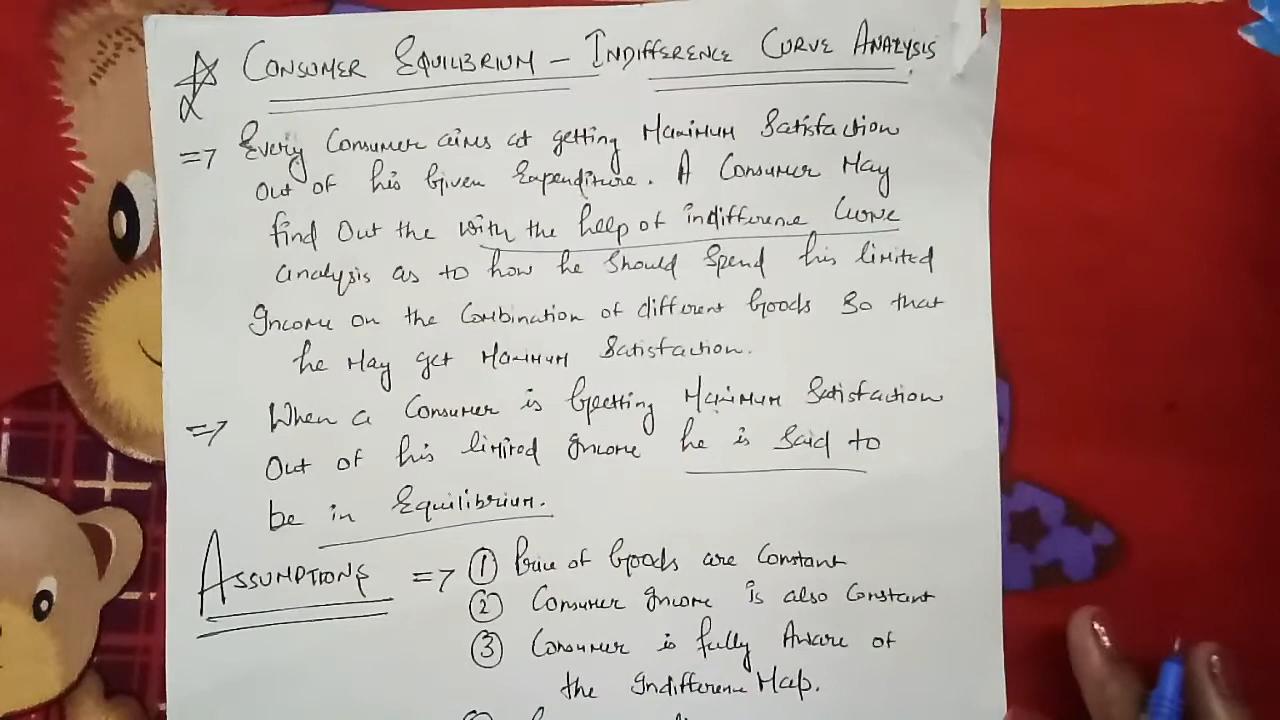 CONSUMER EQUILIBRIUM - INDIFFERENCE CURVE ANALYSIS
=> Every Consumer aims at getting Maximum Satisfaction
out of his Given Expenditure. A Consumer May
find Out the with the help of indifference Curve
analysis as to how he Should Spend his limited
Income on the Combination of different Goods So that
he May get Maximum Satisfaction.
=> When a Consumer is Getting Maximum Satisfaction
Out of his limited Income he is Said to
be in Equilibrium.
ASSUMPTIONS => ① Price of Goods are Constant
② Consumer Income is also Constant
③ Consumer is fully Aware of
the Indifference Map.